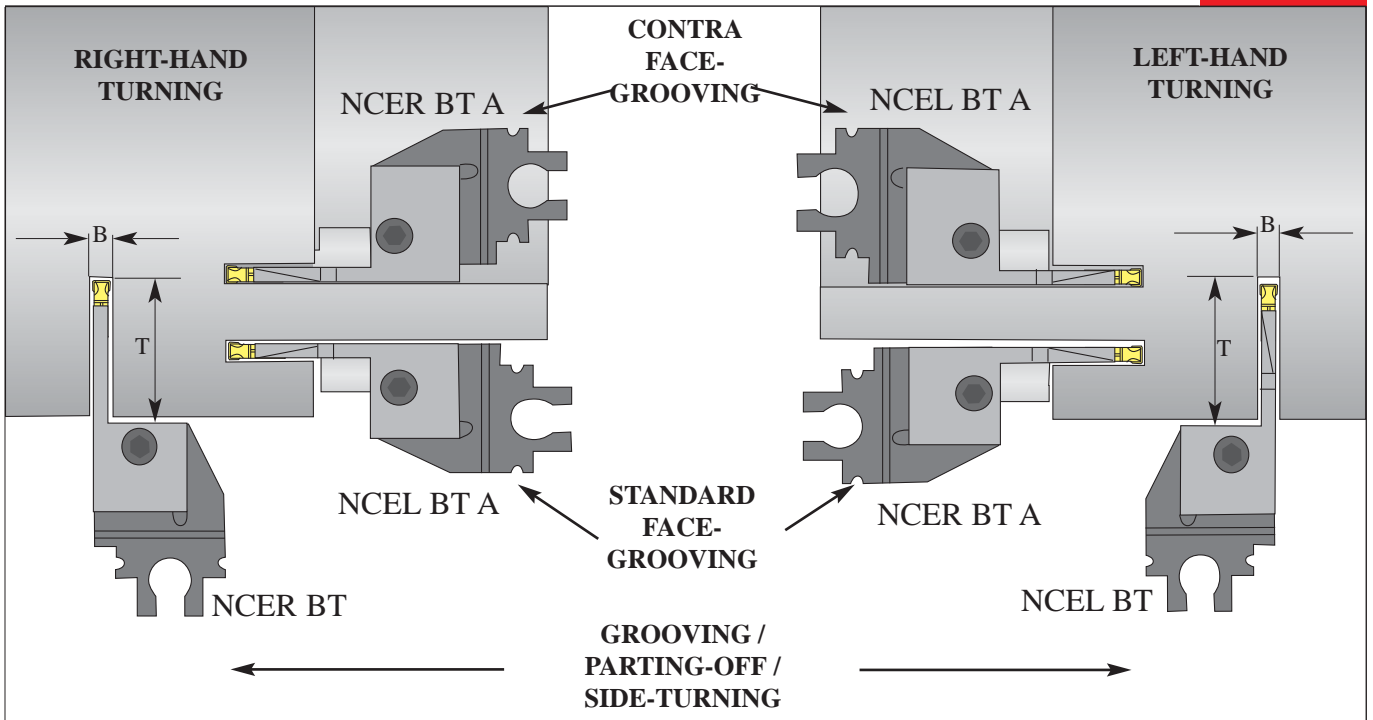 RIGHT-HAND
TURNING
CONTRA
FACE-
GROOVING
LEFT-HAND
TURNING
NCER BT A
NCEL BT A
B
T
B
T
NCEL BT A
STANDARD
FACE-
GROOVING
NCER BT A
NCER BT
NCEL BT
GROOVING /
PARTING-OFF /
SIDE-TURNING